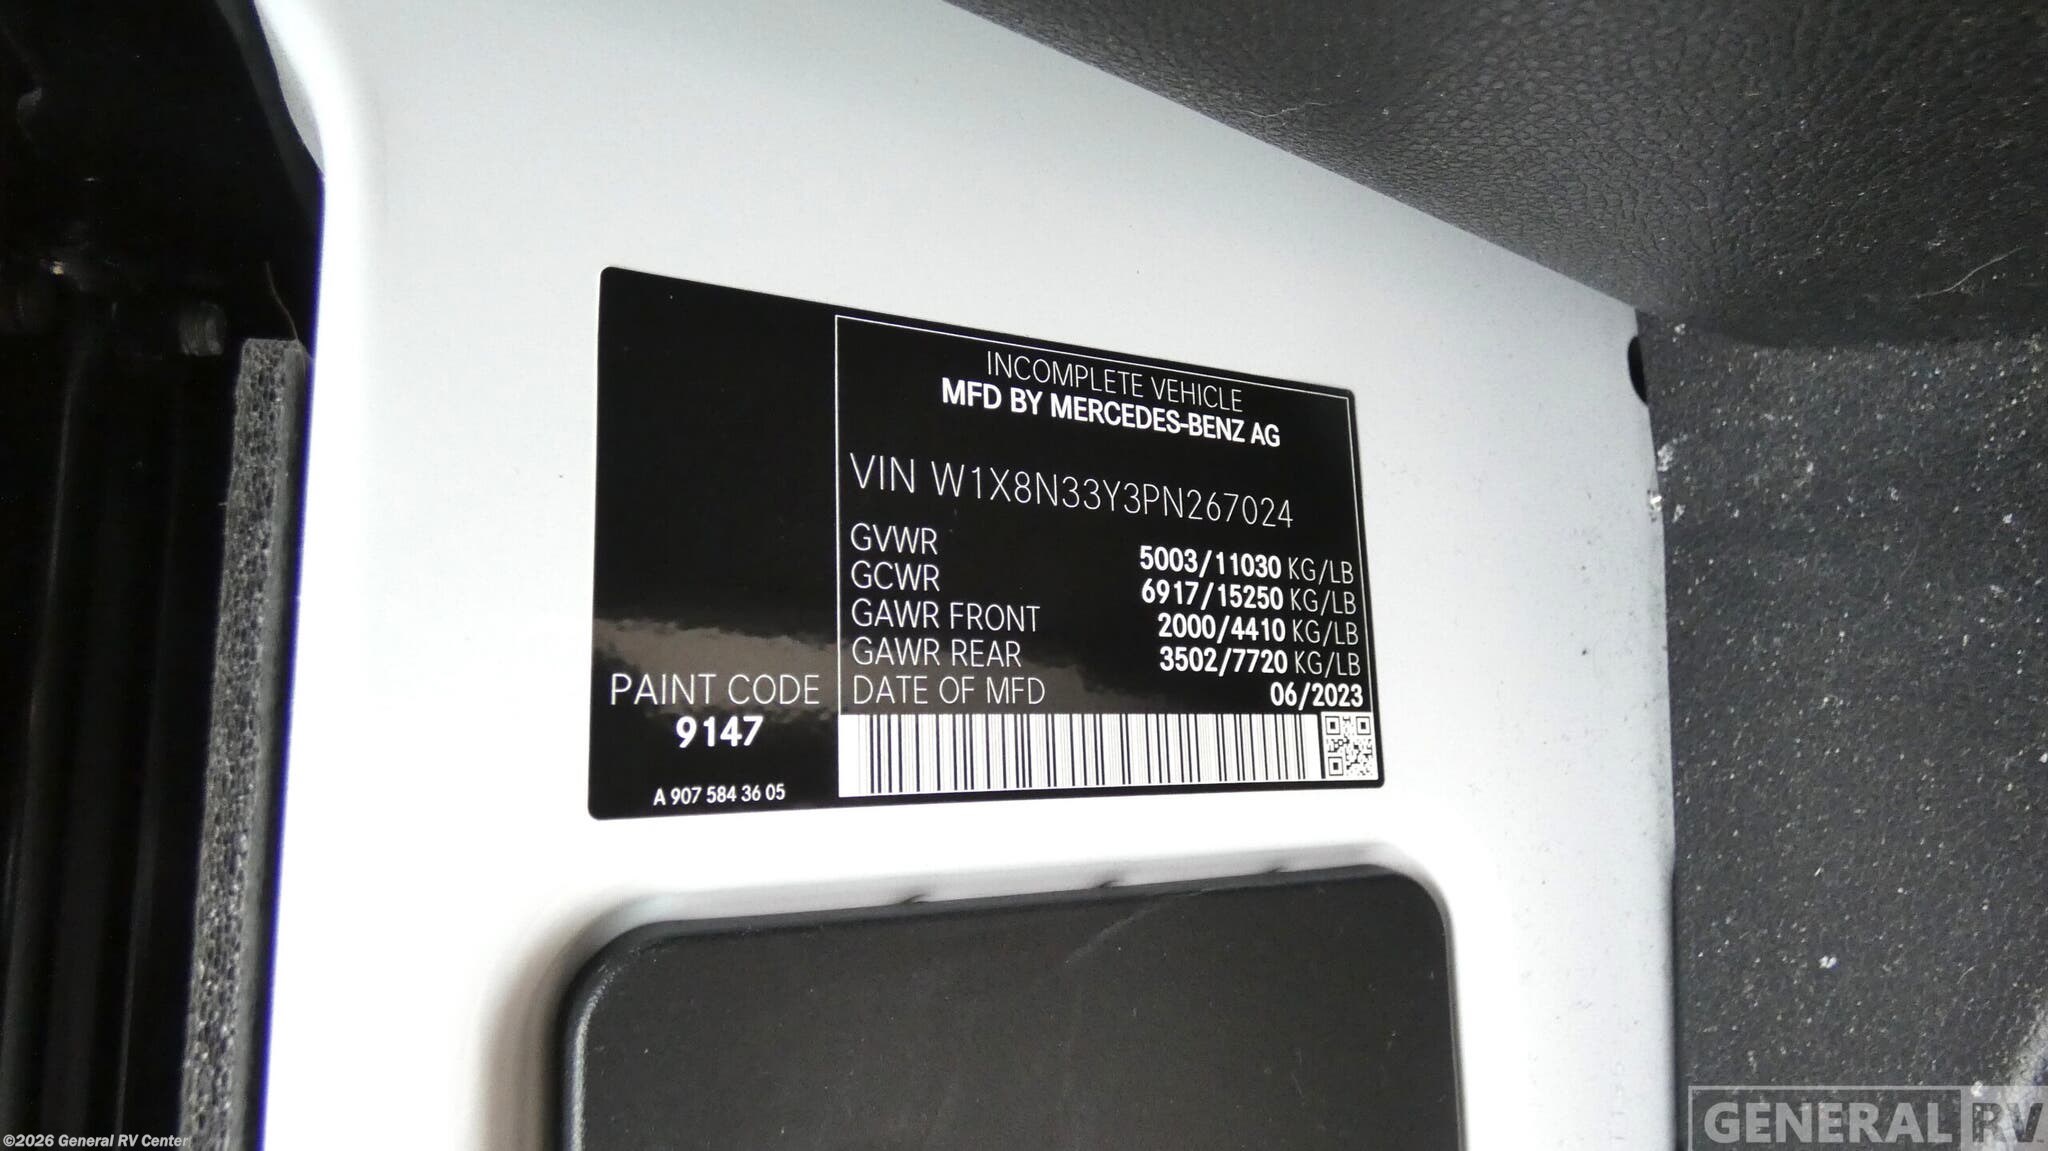 INCOMPLETE VEHICLE
MFD BY MERCEDES-BENZ AG
VIN W1X8N33Y3PN267024
GVWR 5003/11030 KG/LB
GCWR 6917/15250 KG/LB
GAWR FRONT 2000/4410 KG/LB
GAWR REAR 3502/7720 KG/LB
DATE OF MFD 06/2023
PAINT CODE
9147
A 907 584 36 05
©2026 General RV Center
GENERAL RV